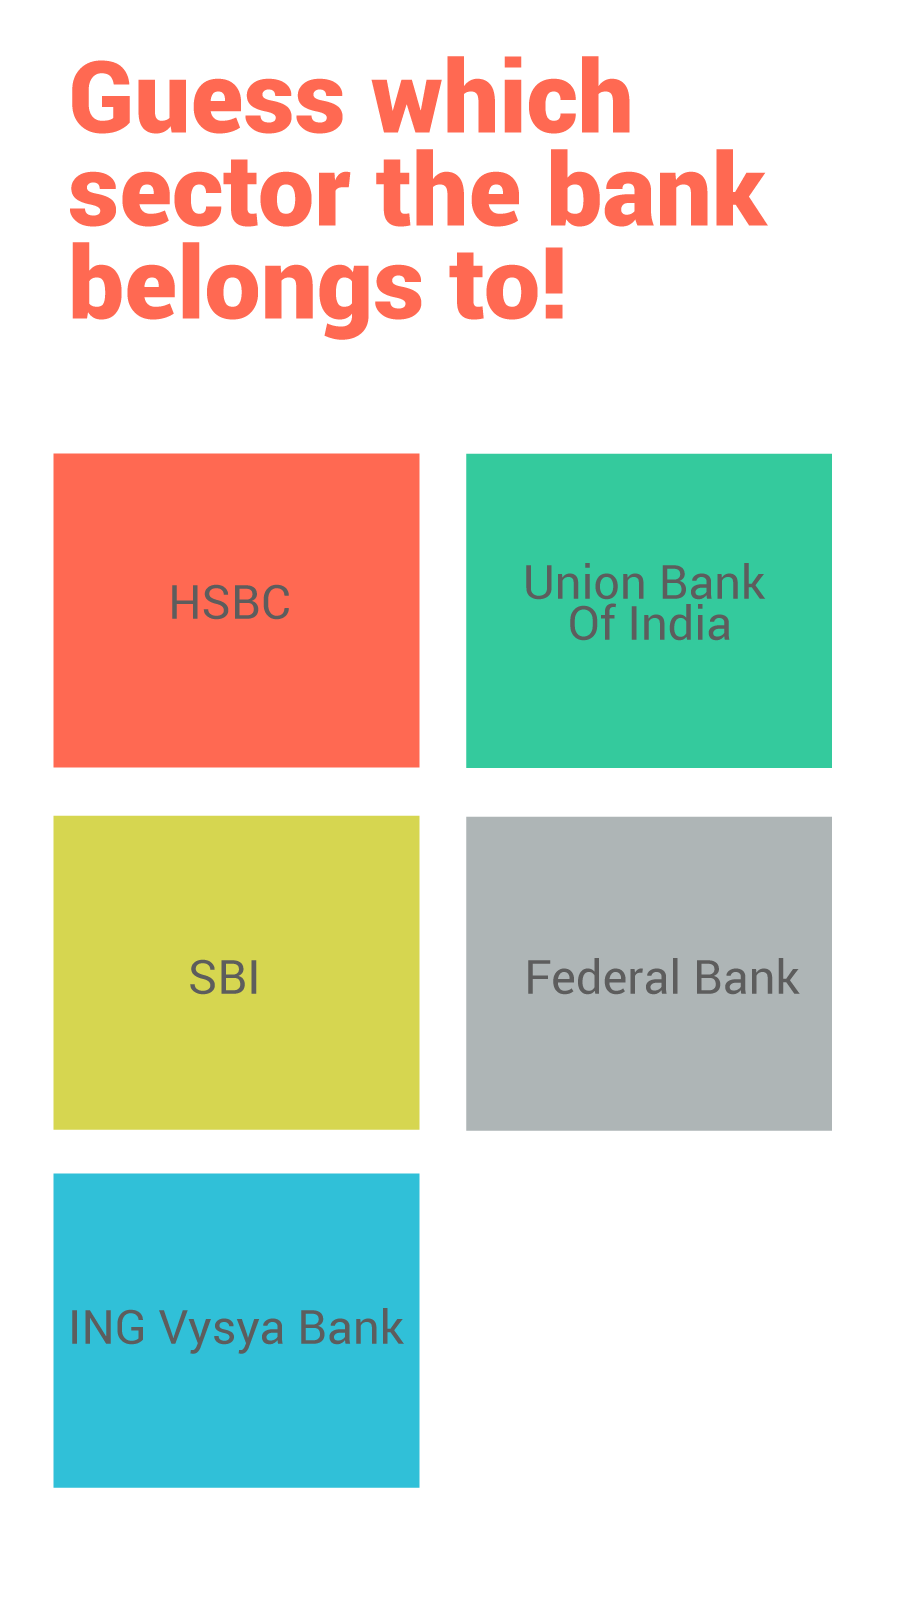 Guess which
sector the bank
belongs to!
HSBC
Union Bank
Of India
SBI
Federal Bank
ING Vysya Bank